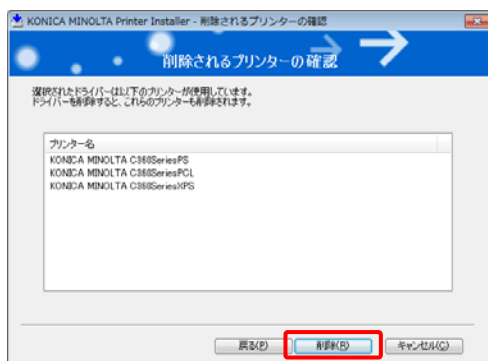 KONICA MINOLTA Printer Installer - 削除されるプリンターの確認
削除されるプリンターの確認
選択されたドライバーは以下のプリンターが使用しています。
ドライバーを削除すると、これらのプリンターも削除されます。
プリンター名
KONICA MINOLTA C360SeriesPS
KONICA MINOLTA C360SeriesPCL
KONICA MINOLTA C360SeriesXPS
戻る(P) 削除(R) キャンセル(C)